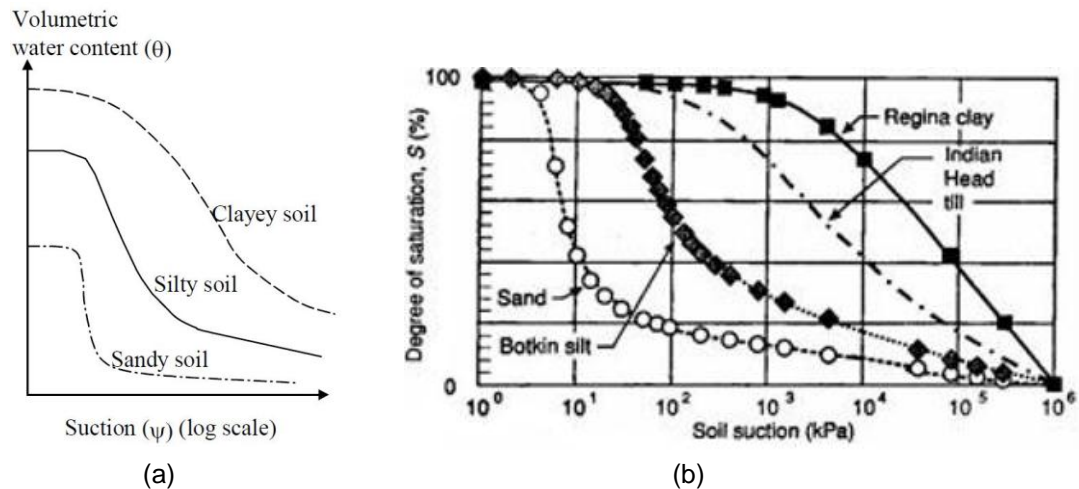 Volumetric
water content (θ)
Clayey soil
Silty soil
Sandy soil
Suction (ψ) (log scale)
(a)
Degree of saturation, S (%)
100
0
Regina clay
Indian
Head
till
Sand
Botkin silt
10⁰ 10¹ 10² 10³ 10⁴ 10⁵ 10⁶
Soil suction (kPa)
(b)